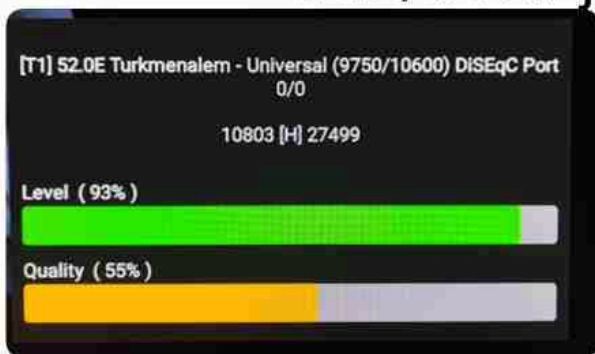 [T1] 52.0E Turkmenalem - Universal (9750/10600) DiSEqC Port
0/0
10803 [H] 27499
Level ( 93% )
Quality ( 55% )